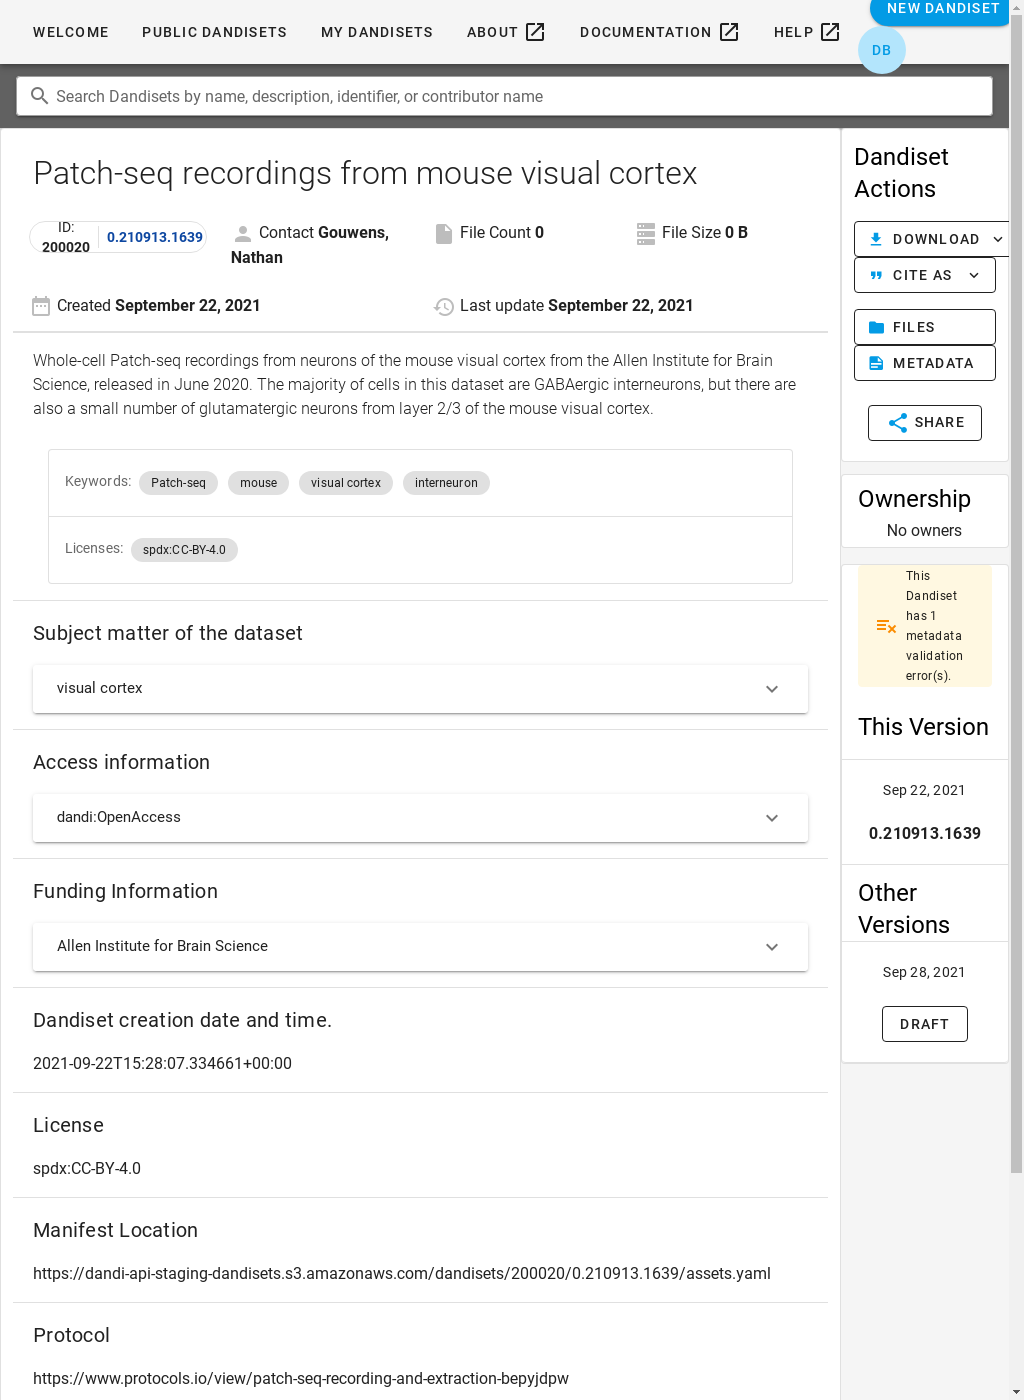 WELCOME
PUBLIC DANDISETS
MY DANDISETS
ABOUT
DOCUMENTATION
HELP
NEW DANDISET
DB
Search Dandisets by name, description, identifier, or contributor name
Patch-seq recordings from mouse visual cortex
ID:
200020
0.210913.1639
Contact Gouwens,
Nathan
File Count 0
File Size 0 B
Created September 22, 2021
Last update September 22, 2021
Whole-cell Patch-seq recordings from neurons of the mouse visual cortex from the Allen Institute for Brain
Science, released in June 2020. The majority of cells in this dataset are GABAergic interneurons, but there are
also a small number of glutamatergic neurons from layer 2/3 of the mouse visual cortex.
Keywords: Patch-seq mouse visual cortex interneuron
Licenses: spdx:CC-BY-4.0
Subject matter of the dataset
visual cortex
Access information
dandi:OpenAccess
Funding Information
Allen Institute for Brain Science
Dandiset creation date and time.
2021-09-22T15:28:07.334661+00:00
License
spdx:CC-BY-4.0
Manifest Location
https://dandi-api-staging-dandisets.s3.amazonaws.com/dandisets/200020/0.210913.1639/assets.yaml
Protocol
https://www.protocols.io/view/patch-seq-recording-and-extraction-bepyjdpw
Dandiset
Actions
DOWNLOAD
CITE AS
FILES
METADATA
SHARE
Ownership
No owners
This
Dandiset
has 1
metadata
validation
error(s).
This Version
Sep 22, 2021
0.210913.1639
Other
Versions
Sep 28, 2021
DRAFT